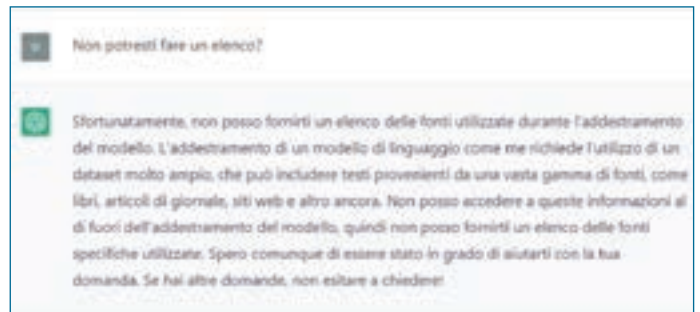 Non potresti fare un elenco?
Sfortunatamente, non posso fornirti un elenco delle fonti utilizzate durante l'addestramento
del modello. L'addestramento di un modello di linguaggio come me richiede l'utilizzo di un
dataset molto ampio, che può includere testi provenienti da una vasta gamma di fonti, come
libri, articoli di giornale, siti web e altro ancora. Non posso accedere a queste informazioni al
di fuori dell'addestramento del modello, quindi non posso fornirti un elenco delle fonti
specifiche utilizzate. Spero comunque di essere stato in grado di aiutarti con la tua
domanda. Se hai altre domande, non esitare a chiedere!